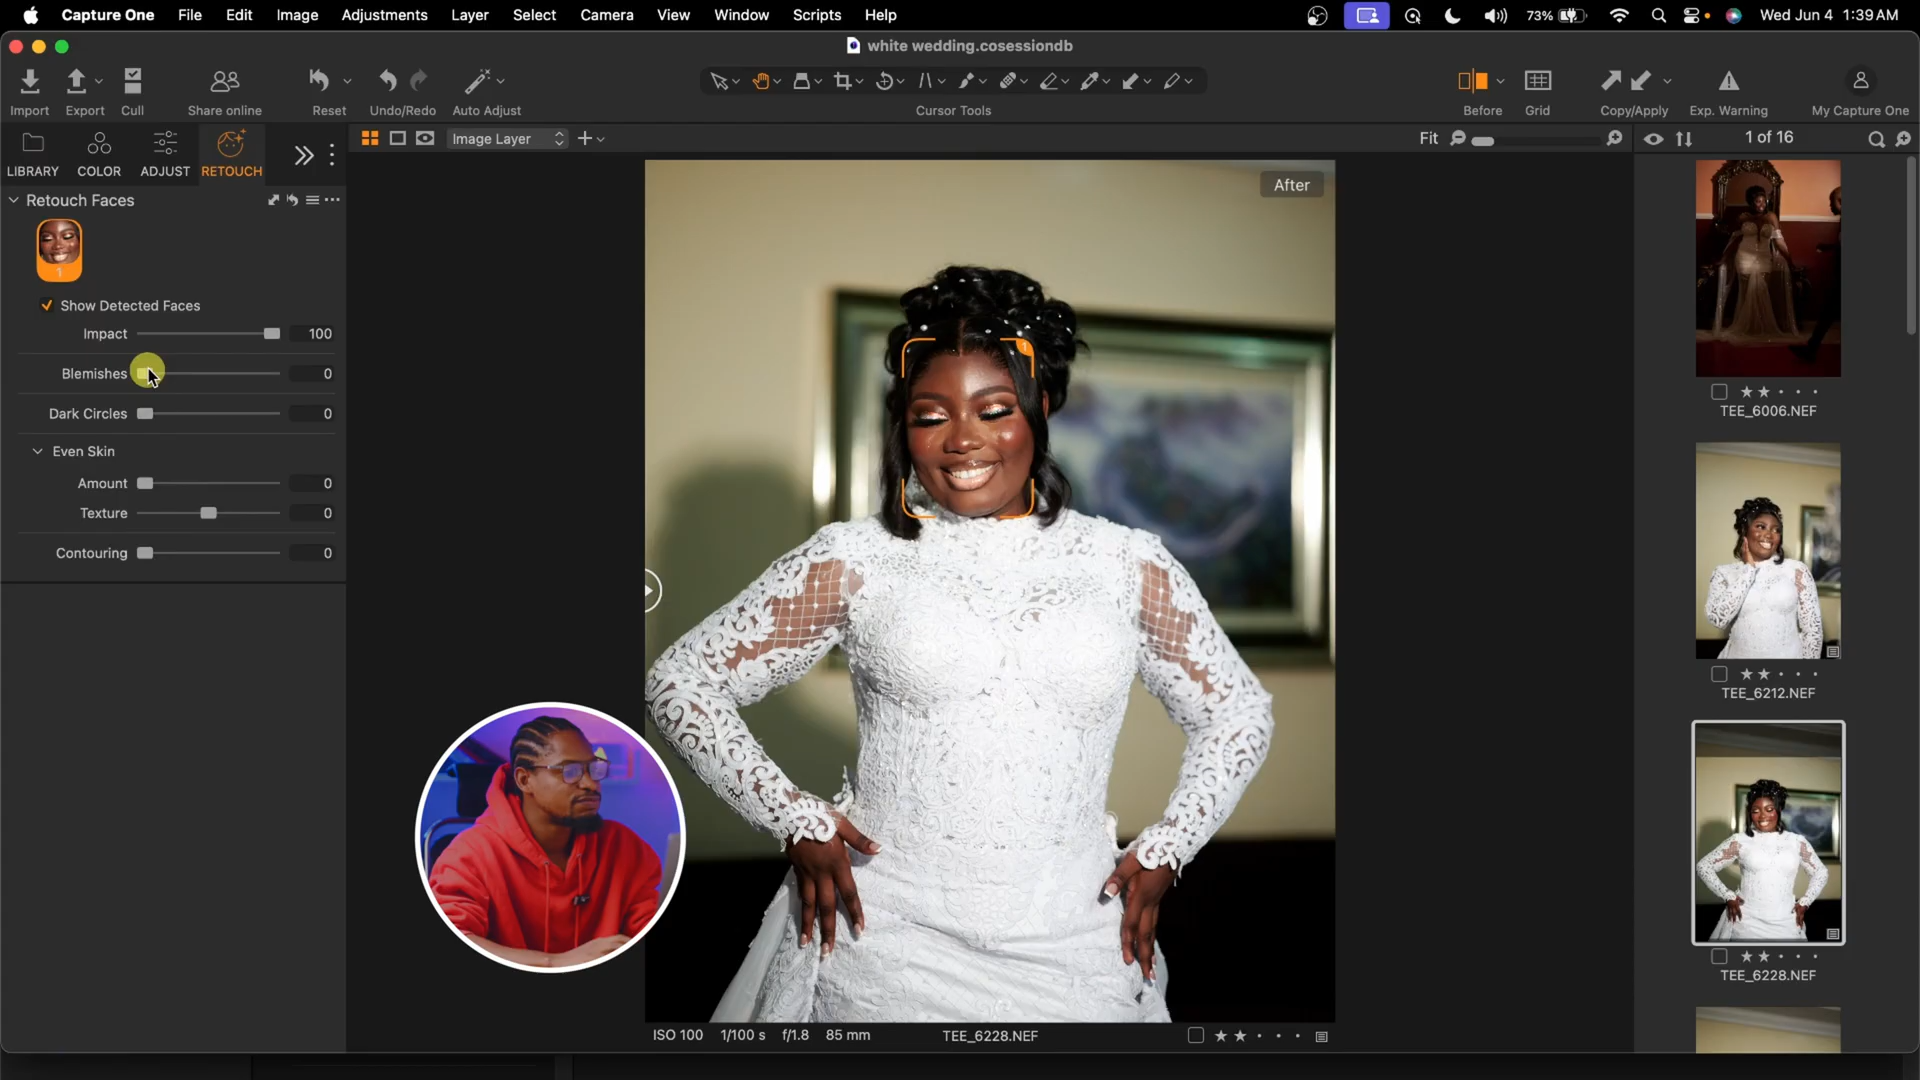 Capture One File Edit Image Adjustments Layer Select Camera View Window Scripts Help 73% Wed Jun 4 1:39 AM
white wedding.cosessiondb
Import Export Cull Share online Reset Undo/Redo Auto Adjust Cursor Tools Before Grid Copy/Apply Exp. Warning My Capture One
LIBRARY COLOR ADJUST RETOUCH
Image Layer
Fit
1 of 16
Retouch Faces
1
Show Detected Faces
Impact 100
Blemishes 0
Dark Circles 0
Even Skin
Amount 0
Texture 0
Contouring 0
After
1
ISO 100 1/100 s f/1.8 85 mm TEE_6228.NEF
TEE_6006.NEF
TEE_6212.NEF
TEE_6228.NEF